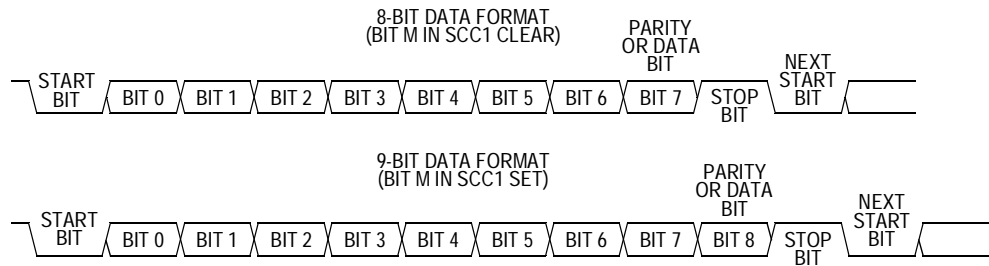 8-BIT DATA FORMAT
(BIT M IN SCC1 CLEAR)
PARITY
OR DATA
BIT
START
BIT
BIT 0
BIT 1
BIT 2
BIT 3
BIT 4
BIT 5
BIT 6
BIT 7
STOP
BIT
NEXT
START
BIT
9-BIT DATA FORMAT
(BIT M IN SCC1 SET)
PARITY
OR DATA
BIT
START
BIT
BIT 0
BIT 1
BIT 2
BIT 3
BIT 4
BIT 5
BIT 6
BIT 7
BIT 8
STOP
BIT
NEXT
START
BIT